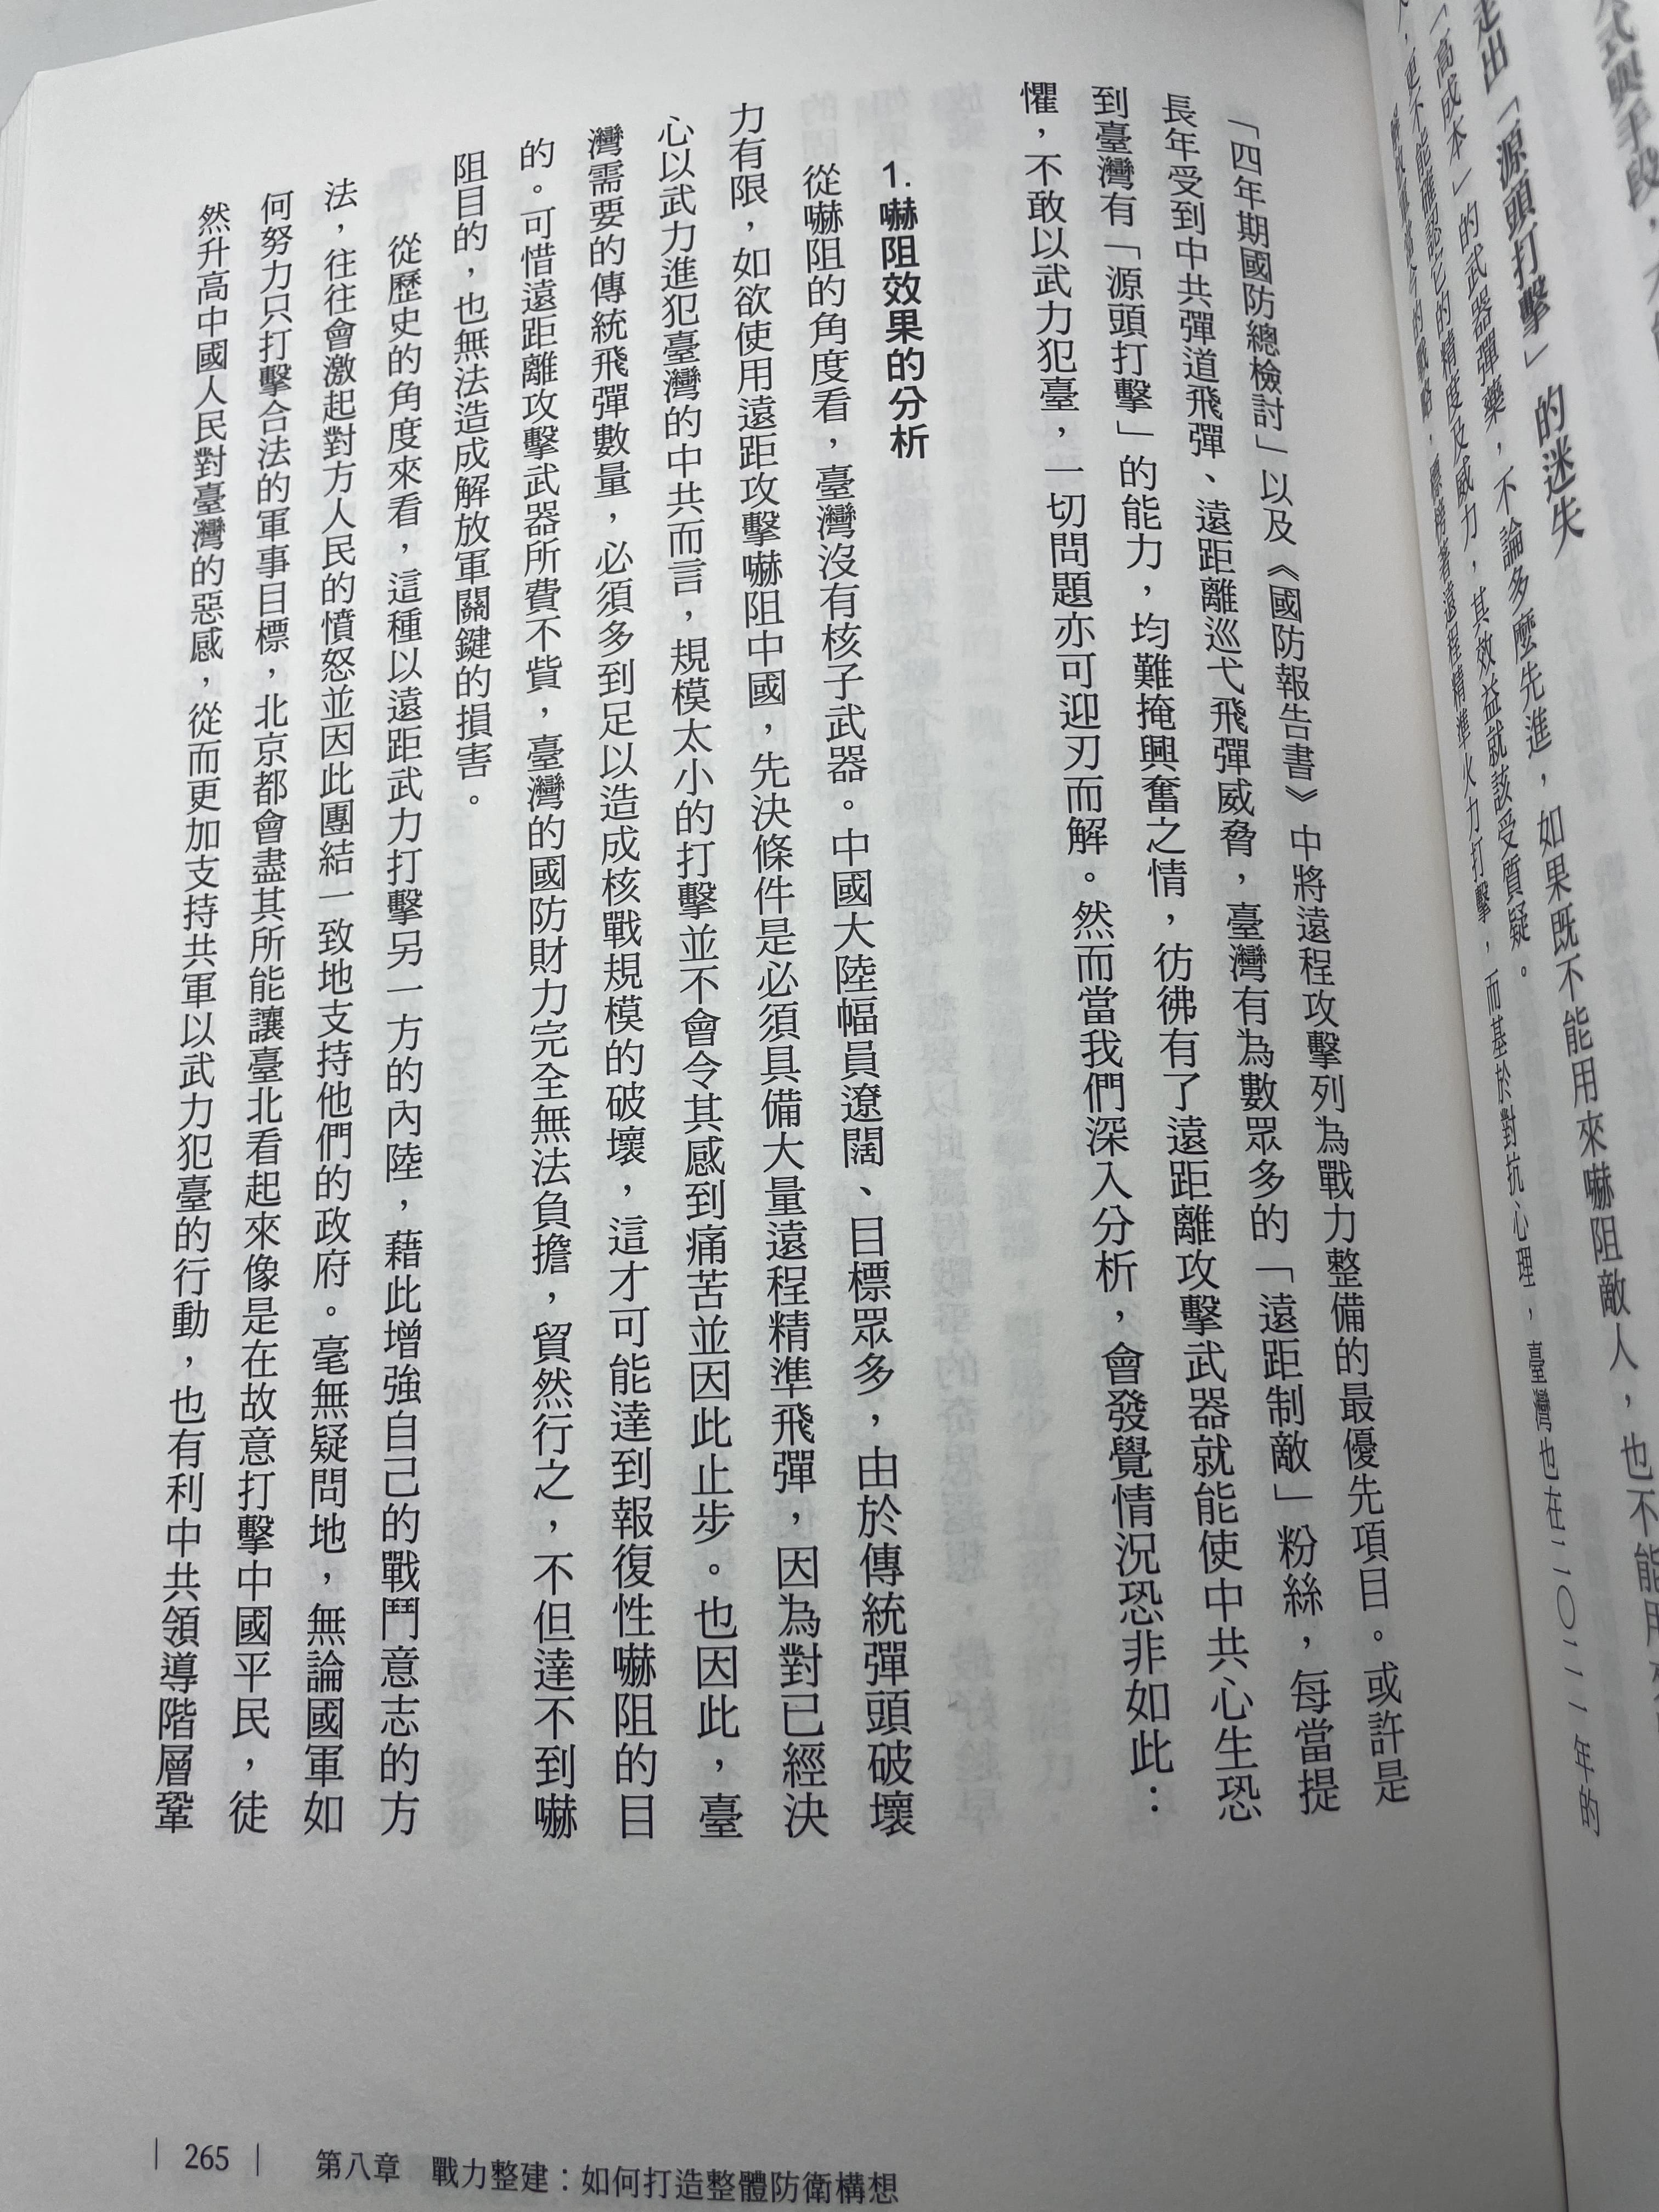 走出「源頭打擊」的迷失
「高成本」的武器彈藥，不論多麼先進，如果既不能用來嚇阻敵人，也不能用
更不能確認它的精度及威力，其效益就該受質疑。
標榜著遠程精準火力打擊，而基於對抗心理，臺灣也在二〇一一年的
「四年期國防總檢討」以及《國防報告書》中將遠程攻擊列為戰力整備的最優先項目。或許是
長年受到中共彈道飛彈、遠距離巡弋飛彈威脅，臺灣有為數眾多的「遠距制敵」粉絲，每當提
到臺灣有「源頭打擊」的能力，均難掩興奮之情，彷彿有了遠距離攻擊武器就能使中共心生恐
懼，不敢以武力犯臺，一切問題亦可迎刃而解。然而當我們深入分析，會發覺情況恐非如此：
1.嚇阻效果的分析
從嚇阻的角度看，臺灣沒有核子武器。中國大陸幅員遼闊、目標眾多，由於傳統彈頭破壞
力有限，如欲使用遠距攻擊嚇阻中國，先決條件是必須具備大量遠程精準飛彈，因為對已經決
心以武力進犯臺灣的中共而言，規模太小的打擊並不會令其感到痛苦並因此止步。也因此，臺
灣需要的傳統飛彈數量，必須多到足以造成核戰規模的破壞，這才可能達到報復性嚇阻的目
的。可惜遠距離攻擊武器所費不貲，臺灣的國防財力完全無法負擔，貿然行之，不但達不到嚇
阻目的，也無法造成解放軍關鍵的損害。
從歷史的角度來看，這種以遠距武力打擊另一方的內陸，藉此增強自己的戰鬥意志的方
法，往往會激起對方人民的憤怒並因此團結一致地支持他們的政府。毫無疑問地，無論國軍如
何努力只打擊合法的軍事目標，北京都會盡其所能讓臺北看起來像是在故意打擊中國平民，徒
然升高中國人民對臺灣的惡感，從而更加支持共軍以武力犯臺的行動，也有利中共領導階層鞏
| 265 | 第八章 戰力整建：如何打造整體防衛構想